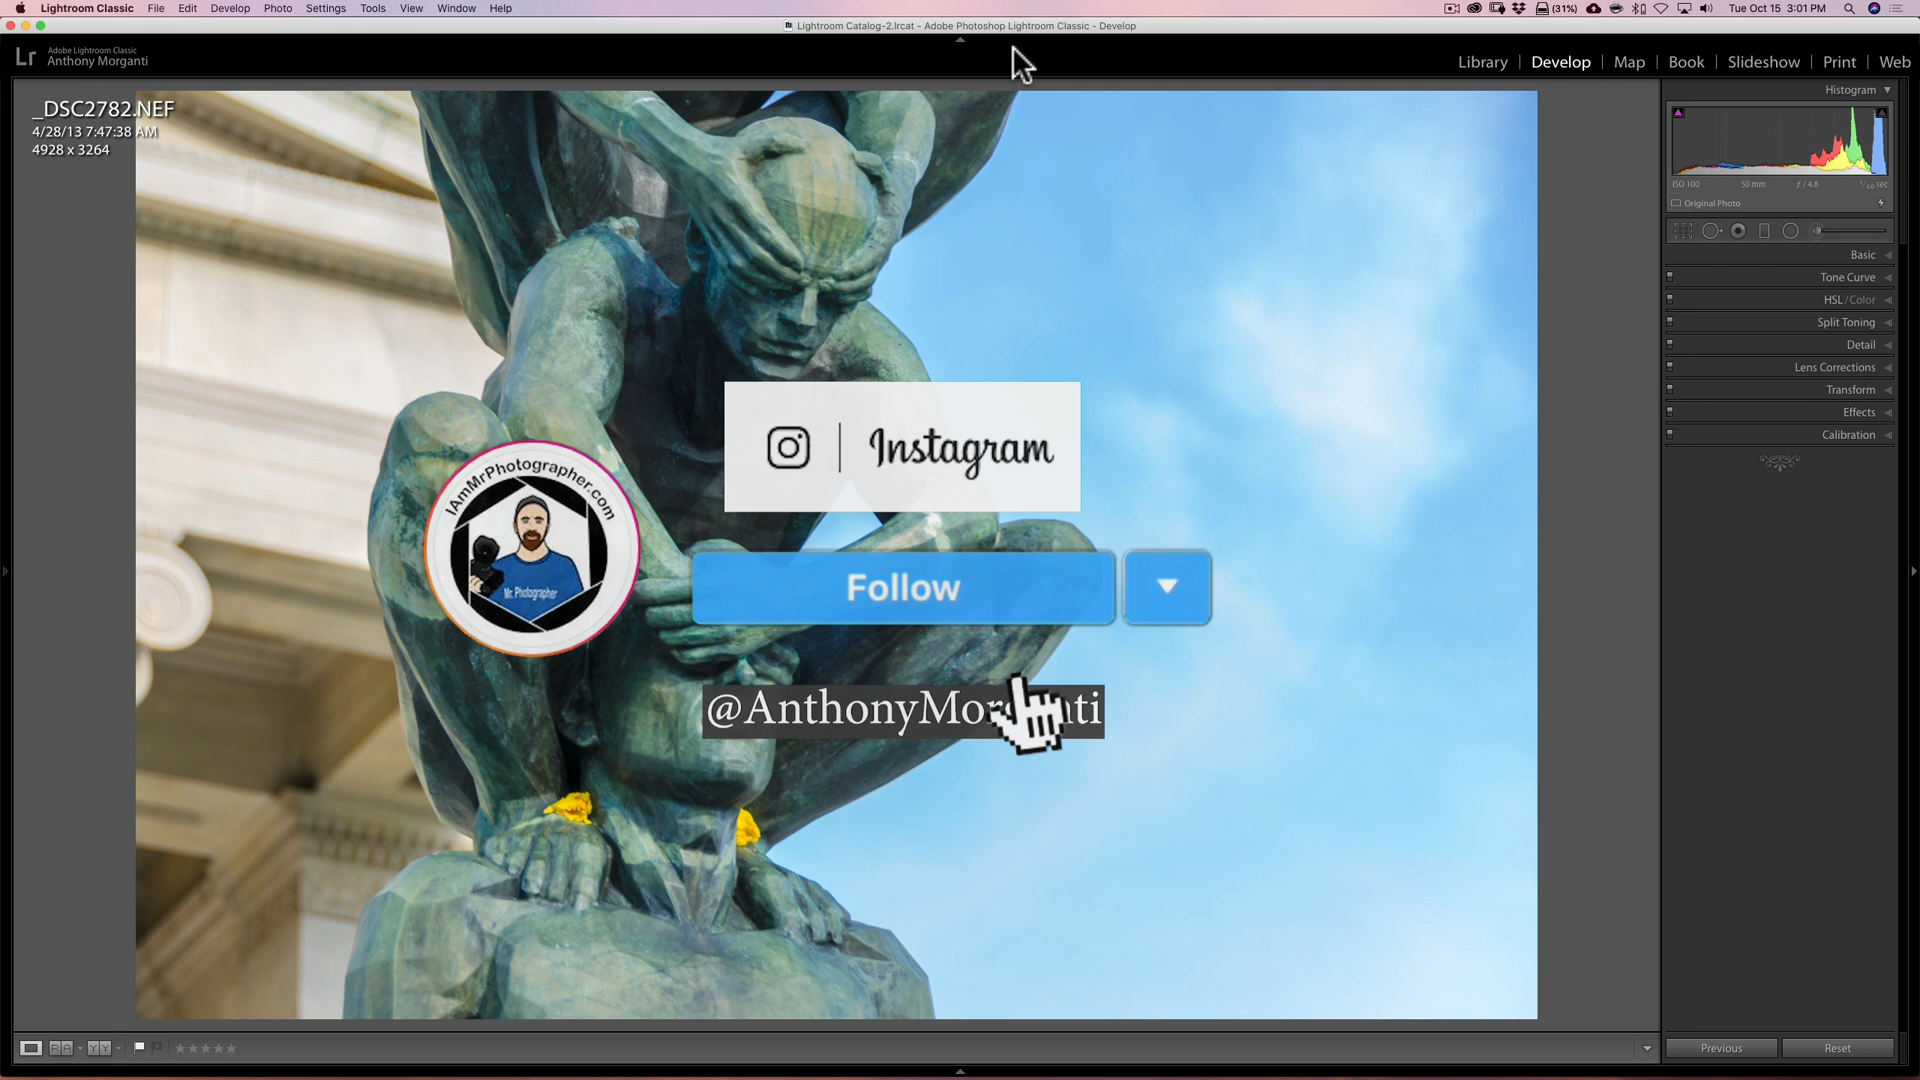 Lightroom Classic File Edit Develop Photo Settings Tools View Window Help (31%) Tue Oct 15 3:01 PM
Lightroom Catalog-2.lrcat - Adobe Photoshop Lightroom Classic - Develop
Lr
Adobe Lightroom Classic
Anthony Morganti
Library | Develop | Map | Book | Slideshow | Print | Web
_DSC2782.NEF
4/28/13 7:47:38 AM
4928 x 3264
Histogram
ISO 100 50 mm ƒ / 4.8 1/60 sec
Original Photo
Basic
Tone Curve
HSL / Color
Split Toning
Detail
Lens Corrections
Transform
Effects
Calibration
Instagram
IAmMrPhotographer.com
Mr. Photographer
Follow
@AnthonyMor ti
R A Y Y
Previous Reset